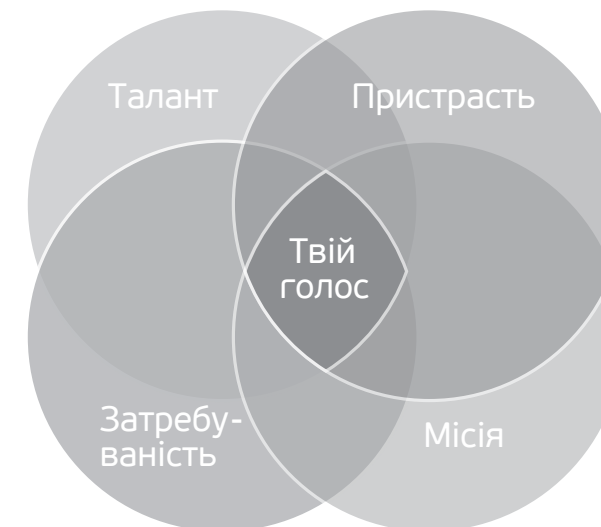 Талант
Пристрасть
Твій
голос
Затребу-
ваність
Місія